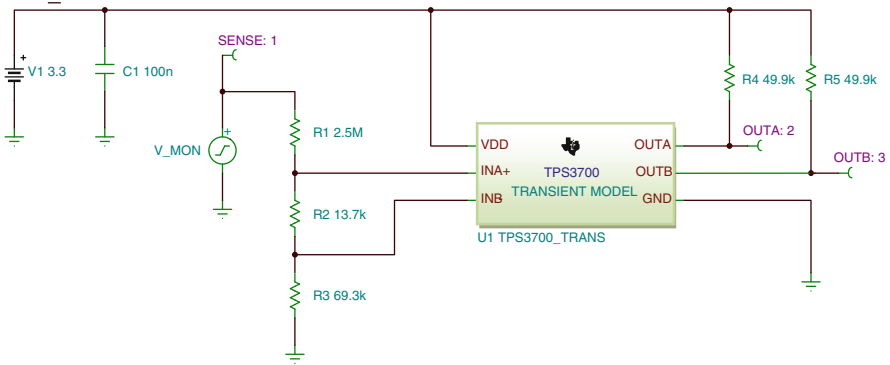 SENSE: 1
V1 3.3
C1 100n
R4 49.9k
R5 49.9k
R1 2.5M
V_MON
OUTA: 2
OUTB: 3
VDD
OUTA
INA+
TPS3700
OUTB
TRANSIENT MODEL
INB-
GND
R2 13.7k
U1 TPS3700_TRANS
R3 69.3k